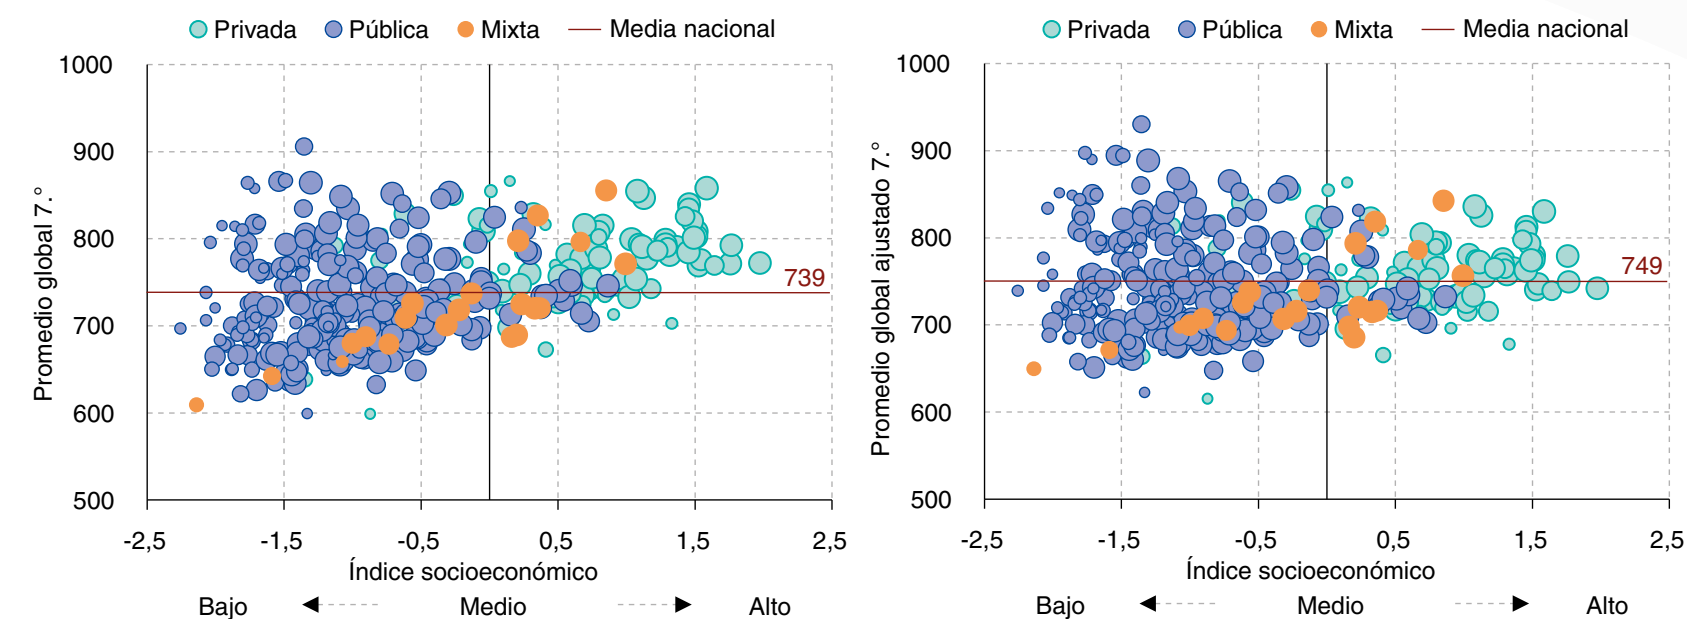 Privada Pública Mixta Media nacional
1000
900
800
700
600
500
Promedio global 7.°
739
-2,5 -1,5 -0,5 0,5 1,5 2,5
Índice socioeconómico
Bajo Medio Alto
Privada Pública Mixta Media nacional
1000
900
800
700
600
500
Promedio global ajustado 7.°
749
-2,5 -1,5 -0,5 0,5 1,5 2,5
Índice socioeconómico
Bajo Medio Alto